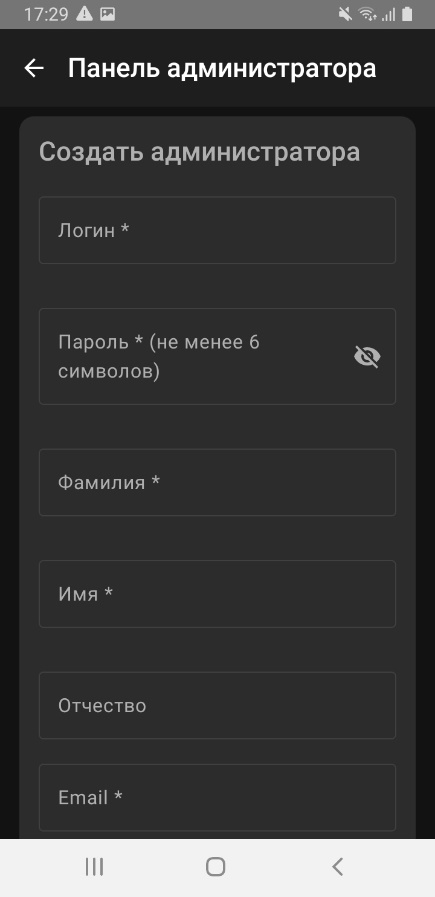 17:29
Панель администратора
Создать администратора
Логин *
Пароль * (не менее 6
символов)
Фамилия *
Имя *
Отчество
Email *